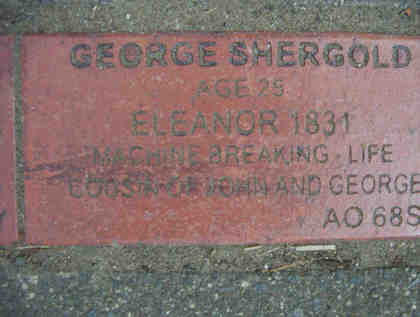 GEORGE SHERGOLD
AGE 25
ELEANOR 1831
MACHINE BREAKING - LIFE
COUSIN OF JOHN AND GEORGE
AO 68S